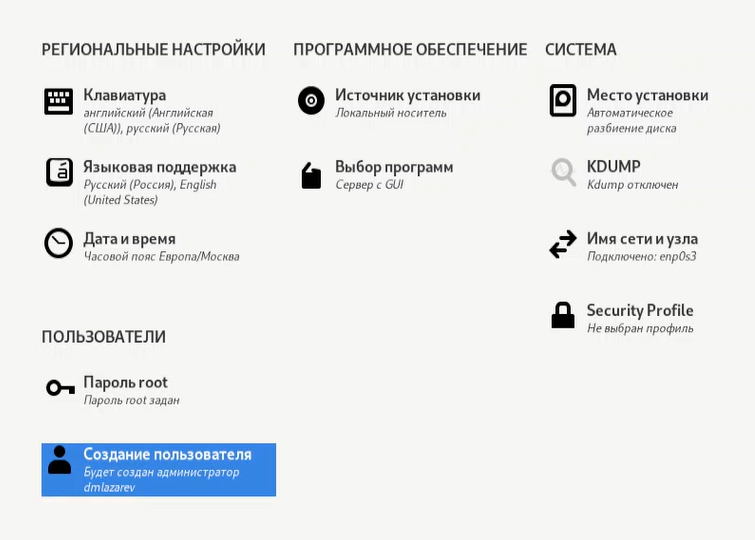 РЕГИОНАЛЬНЫЕ НАСТРОЙКИ
Клавиатура
английский (Английская
(США)), русский (Русская)
Языковая поддержка
Русский (Россия), English
(United States)
Дата и время
Часовой пояс Европа/Москва
ПРОГРАММНОЕ ОБЕСПЕЧЕНИЕ
Источник установки
Локальный носитель
Выбор программ
Сервер с GUI
СИСТЕМА
Место установки
Автоматическое
разбиение диска
KDUMP
Kdump отключен
Имя сети и узла
Подключено: enp0s3
Security Profile
Не выбран профиль
ПОЛЬЗОВАТЕЛИ
Пароль root
Пароль root задан
Создание пользователя
Будет создан администратор
dmlazarev